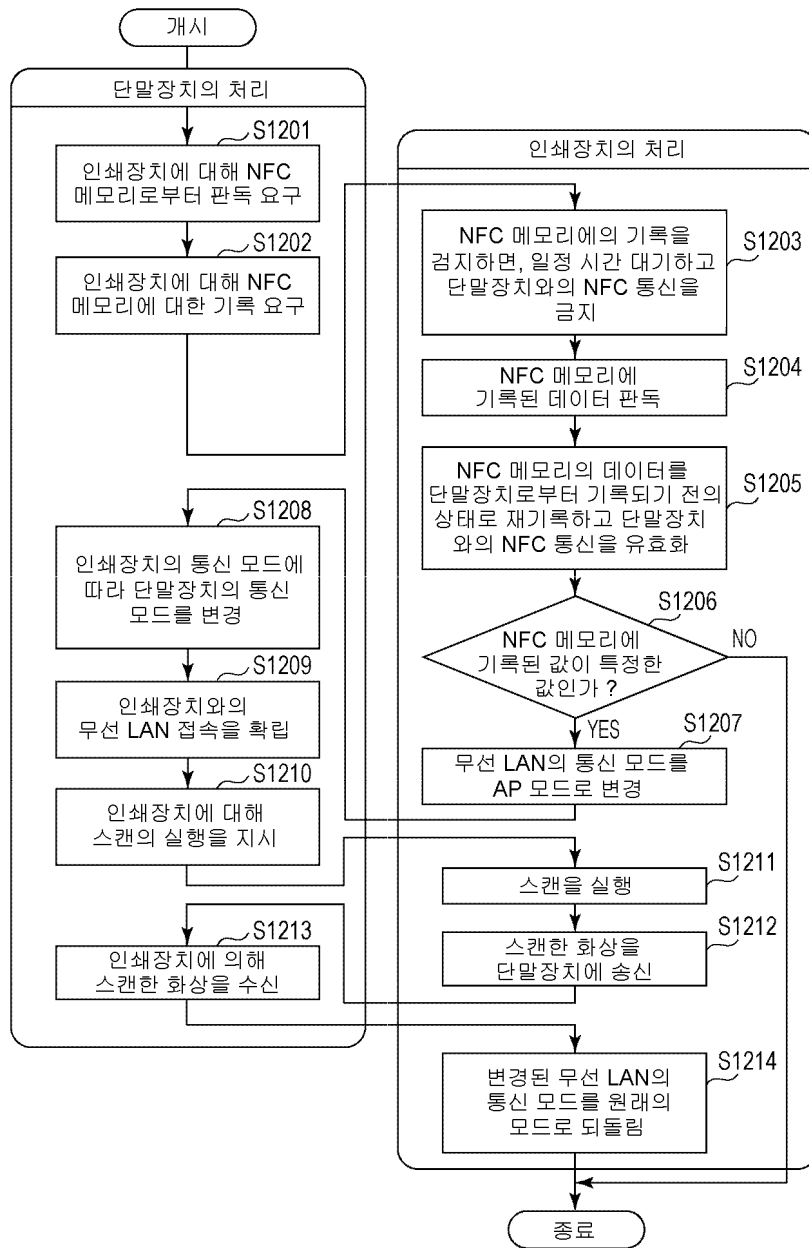 개시
단말장치의 처리
S1201
인쇄장치에 대해 NFC
메모리로부터 판독 요구
S1202
인쇄장치에 대해 NFC
메모리에 대한 기록 요구
인쇄장치의 처리
S1203
NFC 메모리에의 기록을
검지하면, 일정 시간 대기하고
단말장치와의 NFC 통신을
금지
S1204
NFC 메모리에
기록된 데이터 판독
S1205
NFC 메모리의 데이터를
단말장치로부터 기록되기 전의
상태로 재기록하고 단말장치
와의 NFC 통신을 유효화
S1206
NFC 메모리에
기록된 값이 특정한
값인가 ?
NO
YES
S1207
무선 LAN의 통신 모드를
AP 모드로 변경
S1208
인쇄장치의 통신 모드에
따라 단말장치의 통신
모드를 변경
S1209
인쇄장치와의
무선 LAN 접속을 확립
S1210
인쇄장치에 대해
스캔의 실행을 지시
S1211
스캔을 실행
S1212
스캔한 화상을
단말장치에 송신
S1213
인쇄장치에 의해
스캔한 화상을 수신
S1214
변경된 무선 LAN의
통신 모드를 원래의
모드로 되돌림
종료